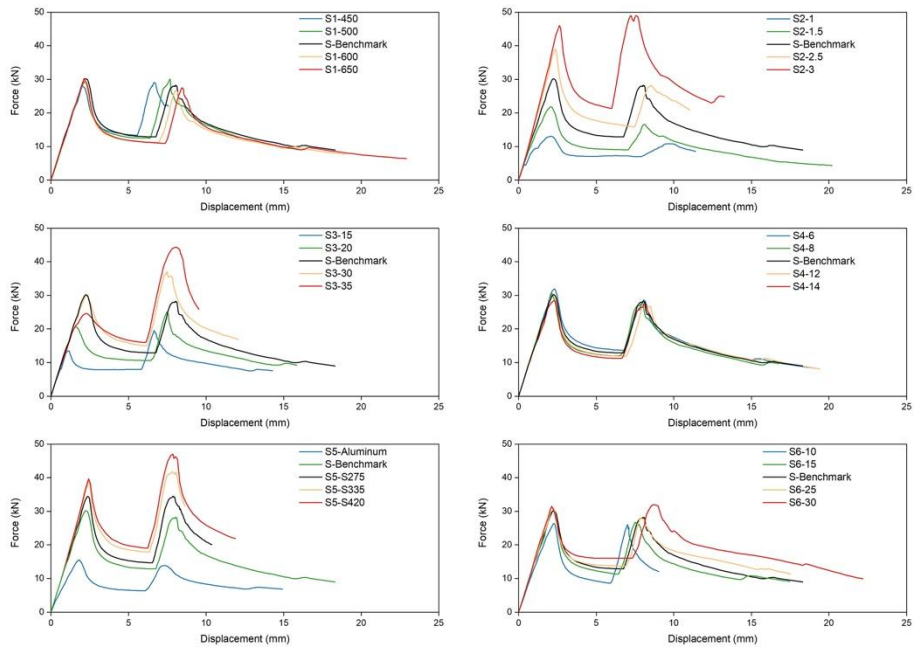 50
40
30
20
10
0
Force (kN)
0 5 10 15 20 25
Displacement (mm)
S1-450
S1-500
S-Benchmark
S1-600
S1-650
50
40
30
20
10
0
Force (kN)
0 5 10 15 20 25
Displacement (mm)
S2-1
S2-1.5
S-Benchmark
S2-2.5
S2-3
50
40
30
20
10
0
Force (kN)
0 5 10 15 20 25
Displacement (mm)
S3-15
S3-20
S-Benchmark
S3-30
S3-35
50
40
30
20
10
0
Force (kN)
0 5 10 15 20 25
Displacement (mm)
S4-6
S4-8
S-Benchmark
S4-12
S4-14
50
40
30
20
10
0
Force (kN)
0 5 10 15 20 25
Displacement (mm)
S5-Aluminum
S-Benchmark
S5-S275
S5-S335
S5-S420
50
40
30
20
10
0
Force (kN)
0 5 10 15 20 25
Displacement (mm)
S6-10
S6-15
S-Benchmark
S6-25
S6-30